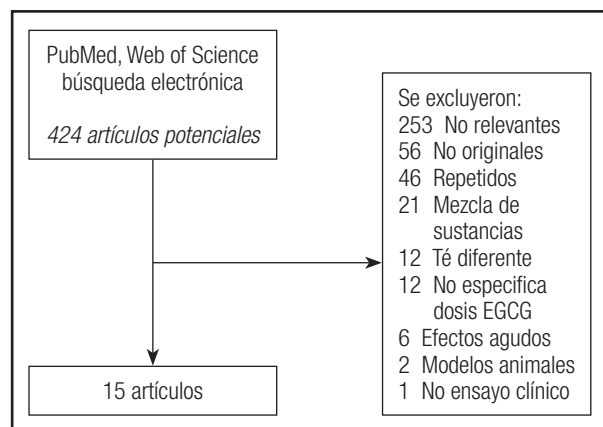 PubMed, Web of Science
búsqueda electrónica
424 artículos potenciales
Se excluyeron:
253 No relevantes
56 No originales
46 Repetidos
21 Mezcla de
sustancias
12 Té diferente
12 No especifica
dosis EGCG
6 Efectos agudos
2 Modelos animales
1 No ensayo clínico
15 artículos